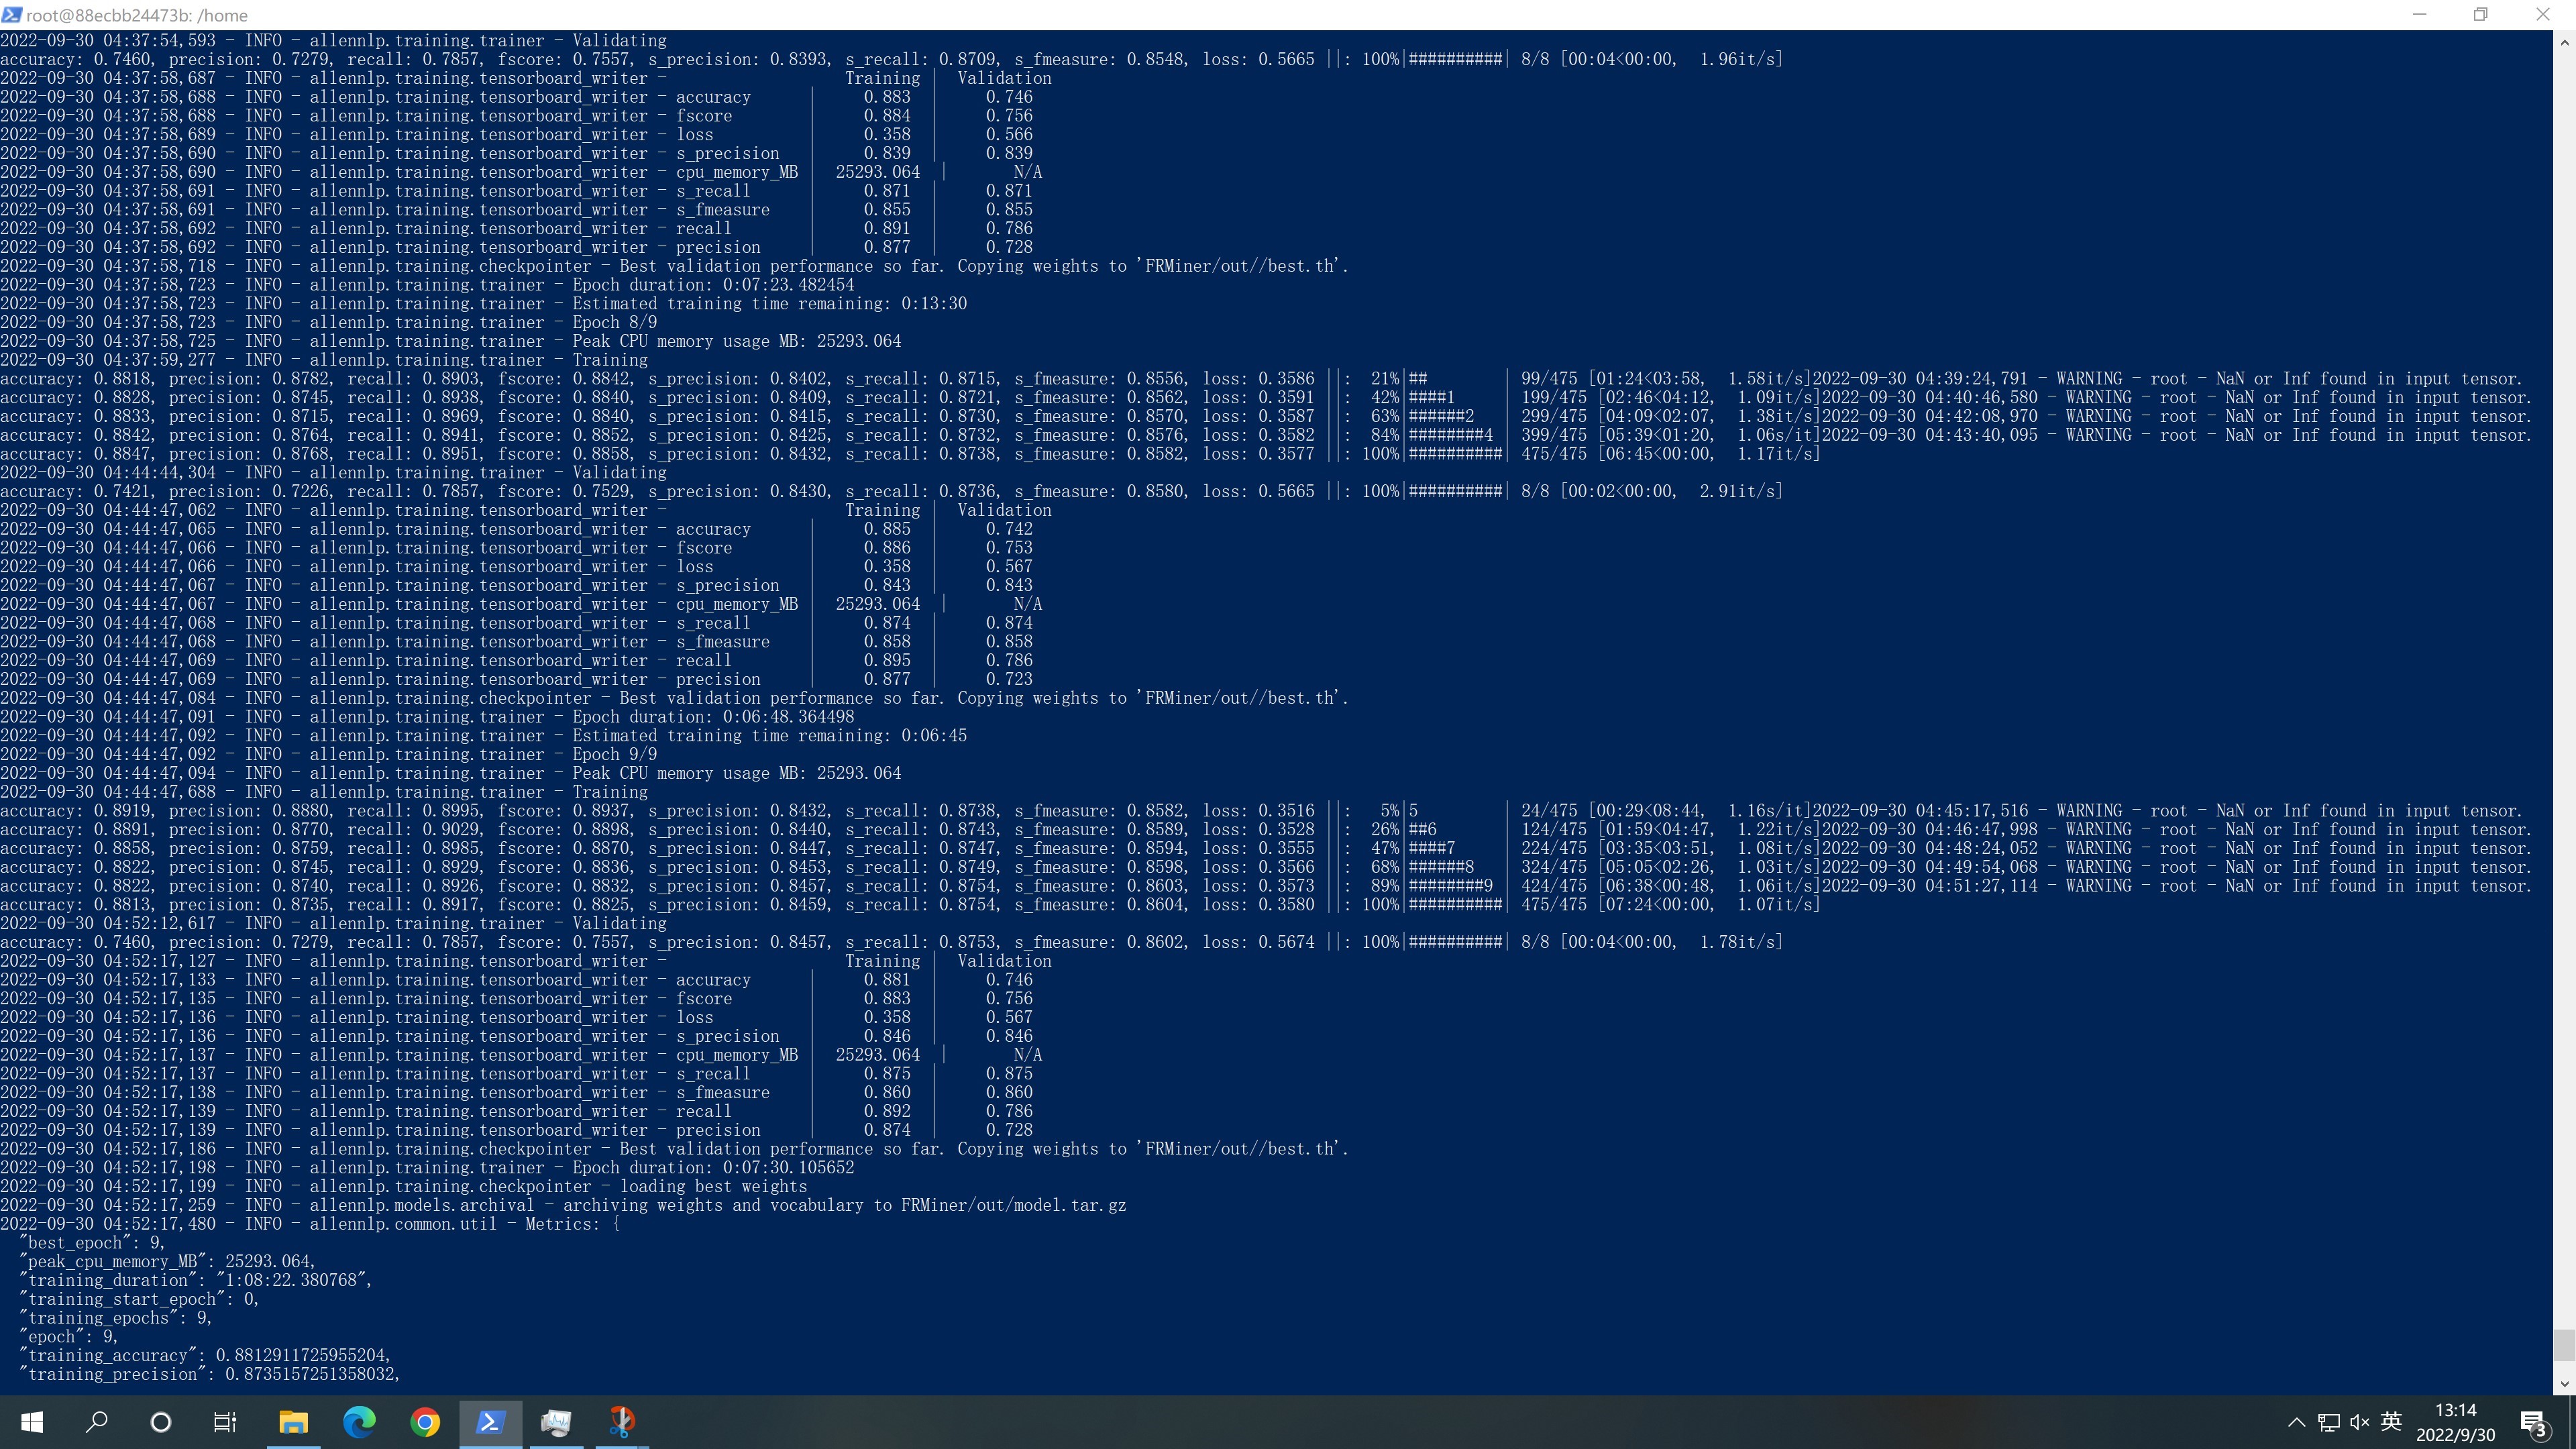 root@88ecbb24473b: /home
2022-09-30 04:37:54,593 - INFO - allennlp.training.trainer - Validating
accuracy: 0.7460, precision: 0.7279, recall: 0.7857, fscore: 0.7557, s_precision: 0.8393, s_recall: 0.8709, s_fmeasure: 0.8548, loss: 0.5665 ||: 100%|##########| 8/8 [00:04<00:00,  1.96it/s]
2022-09-30 04:37:58,687 - INFO - allennlp.training.tensorboard_writer -                    Training |  Validation
2022-09-30 04:37:58,688 - INFO - allennlp.training.tensorboard_writer - accuracy      |     0.883  |     0.746
2022-09-30 04:37:58,688 - INFO - allennlp.training.tensorboard_writer - fscore        |     0.884  |     0.756
2022-09-30 04:37:58,689 - INFO - allennlp.training.tensorboard_writer - loss          |     0.358  |     0.566
2022-09-30 04:37:58,690 - INFO - allennlp.training.tensorboard_writer - s_precision   |     0.839  |     0.839
2022-09-30 04:37:58,690 - INFO - allennlp.training.tensorboard_writer - cpu_memory_MB |  25293.064  |       N/A
2022-09-30 04:37:58,691 - INFO - allennlp.training.tensorboard_writer - s_recall      |     0.871  |     0.871
2022-09-30 04:37:58,691 - INFO - allennlp.training.tensorboard_writer - s_fmeasure    |     0.855  |     0.855
2022-09-30 04:37:58,692 - INFO - allennlp.training.tensorboard_writer - recall        |     0.891  |     0.786
2022-09-30 04:37:58,692 - INFO - allennlp.training.tensorboard_writer - precision     |     0.877  |     0.728
2022-09-30 04:37:58,718 - INFO - allennlp.training.checkpointer - Best validation performance so far. Copying weights to 'FRMiner/out//best.th'.
2022-09-30 04:37:58,723 - INFO - allennlp.training.trainer - Epoch duration: 0:07:23.482454
2022-09-30 04:37:58,723 - INFO - allennlp.training.trainer - Estimated training time remaining: 0:13:30
2022-09-30 04:37:58,723 - INFO - allennlp.training.trainer - Epoch 8/9
2022-09-30 04:37:58,725 - INFO - allennlp.training.trainer - Peak CPU memory usage MB: 25293.064
2022-09-30 04:37:59,277 - INFO - allennlp.training.trainer - Training
accuracy: 0.8818, precision: 0.8782, recall: 0.8903, fscore: 0.8842, s_precision: 0.8402, s_recall: 0.8715, s_fmeasure: 0.8556, loss: 0.3586 ||:  21%|##        | 99/475 [01:24<03:58,  1.58it/s]2022-09-30 04:39:24,791 - WARNING - root - NaN or Inf found in input tensor.
accuracy: 0.8828, precision: 0.8745, recall: 0.8938, fscore: 0.8840, s_precision: 0.8409, s_recall: 0.8721, s_fmeasure: 0.8562, loss: 0.3591 ||:  42%|####1     | 199/475 [02:46<04:12,  1.09it/s]2022-09-30 04:40:46,580 - WARNING - root - NaN or Inf found in input tensor.
accuracy: 0.8833, precision: 0.8715, recall: 0.8969, fscore: 0.8840, s_precision: 0.8415, s_recall: 0.8730, s_fmeasure: 0.8570, loss: 0.3587 ||:  63%|######2   | 299/475 [04:09<02:07,  1.38it/s]2022-09-30 04:42:08,970 - WARNING - root - NaN or Inf found in input tensor.
accuracy: 0.8842, precision: 0.8764, recall: 0.8941, fscore: 0.8852, s_precision: 0.8425, s_recall: 0.8732, s_fmeasure: 0.8576, loss: 0.3582 ||:  84%|########4 | 399/475 [05:39<01:20,  1.06s/it]2022-09-30 04:43:40,095 - WARNING - root - NaN or Inf found in input tensor.
accuracy: 0.8847, precision: 0.8768, recall: 0.8951, fscore: 0.8858, s_precision: 0.8432, s_recall: 0.8738, s_fmeasure: 0.8582, loss: 0.3577 ||: 100%|##########| 475/475 [06:45<00:00,  1.17it/s]
2022-09-30 04:44:44,304 - INFO - allennlp.training.trainer - Validating
accuracy: 0.7421, precision: 0.7226, recall: 0.7857, fscore: 0.7529, s_precision: 0.8430, s_recall: 0.8736, s_fmeasure: 0.8580, loss: 0.5665 ||: 100%|##########| 8/8 [00:02<00:00,  2.91it/s]
2022-09-30 04:44:47,062 - INFO - allennlp.training.tensorboard_writer -                    Training |  Validation
2022-09-30 04:44:47,065 - INFO - allennlp.training.tensorboard_writer - accuracy      |     0.885  |     0.742
2022-09-30 04:44:47,066 - INFO - allennlp.training.tensorboard_writer - fscore        |     0.886  |     0.753
2022-09-30 04:44:47,066 - INFO - allennlp.training.tensorboard_writer - loss          |     0.358  |     0.567
2022-09-30 04:44:47,067 - INFO - allennlp.training.tensorboard_writer - s_precision   |     0.843  |     0.843
2022-09-30 04:44:47,067 - INFO - allennlp.training.tensorboard_writer - cpu_memory_MB |  25293.064  |       N/A
2022-09-30 04:44:47,068 - INFO - allennlp.training.tensorboard_writer - s_recall      |     0.874  |     0.874
2022-09-30 04:44:47,068 - INFO - allennlp.training.tensorboard_writer - s_fmeasure    |     0.858  |     0.858
2022-09-30 04:44:47,069 - INFO - allennlp.training.tensorboard_writer - recall        |     0.895  |     0.786
2022-09-30 04:44:47,069 - INFO - allennlp.training.tensorboard_writer - precision     |     0.877  |     0.723
2022-09-30 04:44:47,084 - INFO - allennlp.training.checkpointer - Best validation performance so far. Copying weights to 'FRMiner/out//best.th'.
2022-09-30 04:44:47,091 - INFO - allennlp.training.trainer - Epoch duration: 0:06:48.364498
2022-09-30 04:44:47,092 - INFO - allennlp.training.trainer - Estimated training time remaining: 0:06:45
2022-09-30 04:44:47,092 - INFO - allennlp.training.trainer - Epoch 9/9
2022-09-30 04:44:47,094 - INFO - allennlp.training.trainer - Peak CPU memory usage MB: 25293.064
2022-09-30 04:44:47,688 - INFO - allennlp.training.trainer - Training
accuracy: 0.8919, precision: 0.8880, recall: 0.8995, fscore: 0.8937, s_precision: 0.8432, s_recall: 0.8738, s_fmeasure: 0.8582, loss: 0.3516 ||:   5%|5         | 24/475 [00:29<08:44,  1.16s/it]2022-09-30 04:45:17,516 - WARNING - root - NaN or Inf found in input tensor.
accuracy: 0.8891, precision: 0.8770, recall: 0.9029, fscore: 0.8898, s_precision: 0.8440, s_recall: 0.8743, s_fmeasure: 0.8589, loss: 0.3528 ||:  26%|##6       | 124/475 [01:59<04:47,  1.22it/s]2022-09-30 04:46:47,998 - WARNING - root - NaN or Inf found in input tensor.
accuracy: 0.8858, precision: 0.8759, recall: 0.8985, fscore: 0.8870, s_precision: 0.8447, s_recall: 0.8747, s_fmeasure: 0.8594, loss: 0.3555 ||:  47%|####7     | 224/475 [03:35<03:51,  1.08it/s]2022-09-30 04:48:24,052 - WARNING - root - NaN or Inf found in input tensor.
accuracy: 0.8822, precision: 0.8745, recall: 0.8929, fscore: 0.8836, s_precision: 0.8453, s_recall: 0.8749, s_fmeasure: 0.8598, loss: 0.3566 ||:  68%|######8   | 324/475 [05:05<02:26,  1.03it/s]2022-09-30 04:49:54,068 - WARNING - root - NaN or Inf found in input tensor.
accuracy: 0.8822, precision: 0.8740, recall: 0.8926, fscore: 0.8832, s_precision: 0.8457, s_recall: 0.8754, s_fmeasure: 0.8603, loss: 0.3573 ||:  89%|########9 | 424/475 [06:38<00:48,  1.06it/s]2022-09-30 04:51:27,114 - WARNING - root - NaN or Inf found in input tensor.
accuracy: 0.8813, precision: 0.8735, recall: 0.8917, fscore: 0.8825, s_precision: 0.8459, s_recall: 0.8754, s_fmeasure: 0.8604, loss: 0.3580 ||: 100%|##########| 475/475 [07:24<00:00,  1.07it/s]
2022-09-30 04:52:12,617 - INFO - allennlp.training.trainer - Validating
accuracy: 0.7460, precision: 0.7279, recall: 0.7857, fscore: 0.7557, s_precision: 0.8457, s_recall: 0.8753, s_fmeasure: 0.8602, loss: 0.5674 ||: 100%|##########| 8/8 [00:04<00:00,  1.78it/s]
2022-09-30 04:52:17,127 - INFO - allennlp.training.tensorboard_writer -                    Training |  Validation
2022-09-30 04:52:17,133 - INFO - allennlp.training.tensorboard_writer - accuracy      |     0.881  |     0.746
2022-09-30 04:52:17,135 - INFO - allennlp.training.tensorboard_writer - fscore        |     0.883  |     0.756
2022-09-30 04:52:17,136 - INFO - allennlp.training.tensorboard_writer - loss          |     0.358  |     0.567
2022-09-30 04:52:17,136 - INFO - allennlp.training.tensorboard_writer - s_precision   |     0.846  |     0.846
2022-09-30 04:52:17,137 - INFO - allennlp.training.tensorboard_writer - cpu_memory_MB |  25293.064  |       N/A
2022-09-30 04:52:17,137 - INFO - allennlp.training.tensorboard_writer - s_recall      |     0.875  |     0.875
2022-09-30 04:52:17,138 - INFO - allennlp.training.tensorboard_writer - s_fmeasure    |     0.860  |     0.860
2022-09-30 04:52:17,139 - INFO - allennlp.training.tensorboard_writer - recall        |     0.892  |     0.786
2022-09-30 04:52:17,139 - INFO - allennlp.training.tensorboard_writer - precision     |     0.874  |     0.728
2022-09-30 04:52:17,186 - INFO - allennlp.training.checkpointer - Best validation performance so far. Copying weights to 'FRMiner/out//best.th'.
2022-09-30 04:52:17,198 - INFO - allennlp.training.trainer - Epoch duration: 0:07:30.105652
2022-09-30 04:52:17,199 - INFO - allennlp.training.checkpointer - loading best weights
2022-09-30 04:52:17,259 - INFO - allennlp.models.archival - archiving weights and vocabulary to FRMiner/out/model.tar.gz
2022-09-30 04:52:17,480 - INFO - allennlp.common.util - Metrics: {
  "best_epoch": 9,
  "peak_cpu_memory_MB": 25293.064,
  "training_duration": "1:08:22.380768",
  "training_start_epoch": 0,
  "training_epochs": 9,
  "epoch": 9,
  "training_accuracy": 0.8812911725955204,
  "training_precision": 0.8735157251358032,
英
13:14
2022/9/30
3